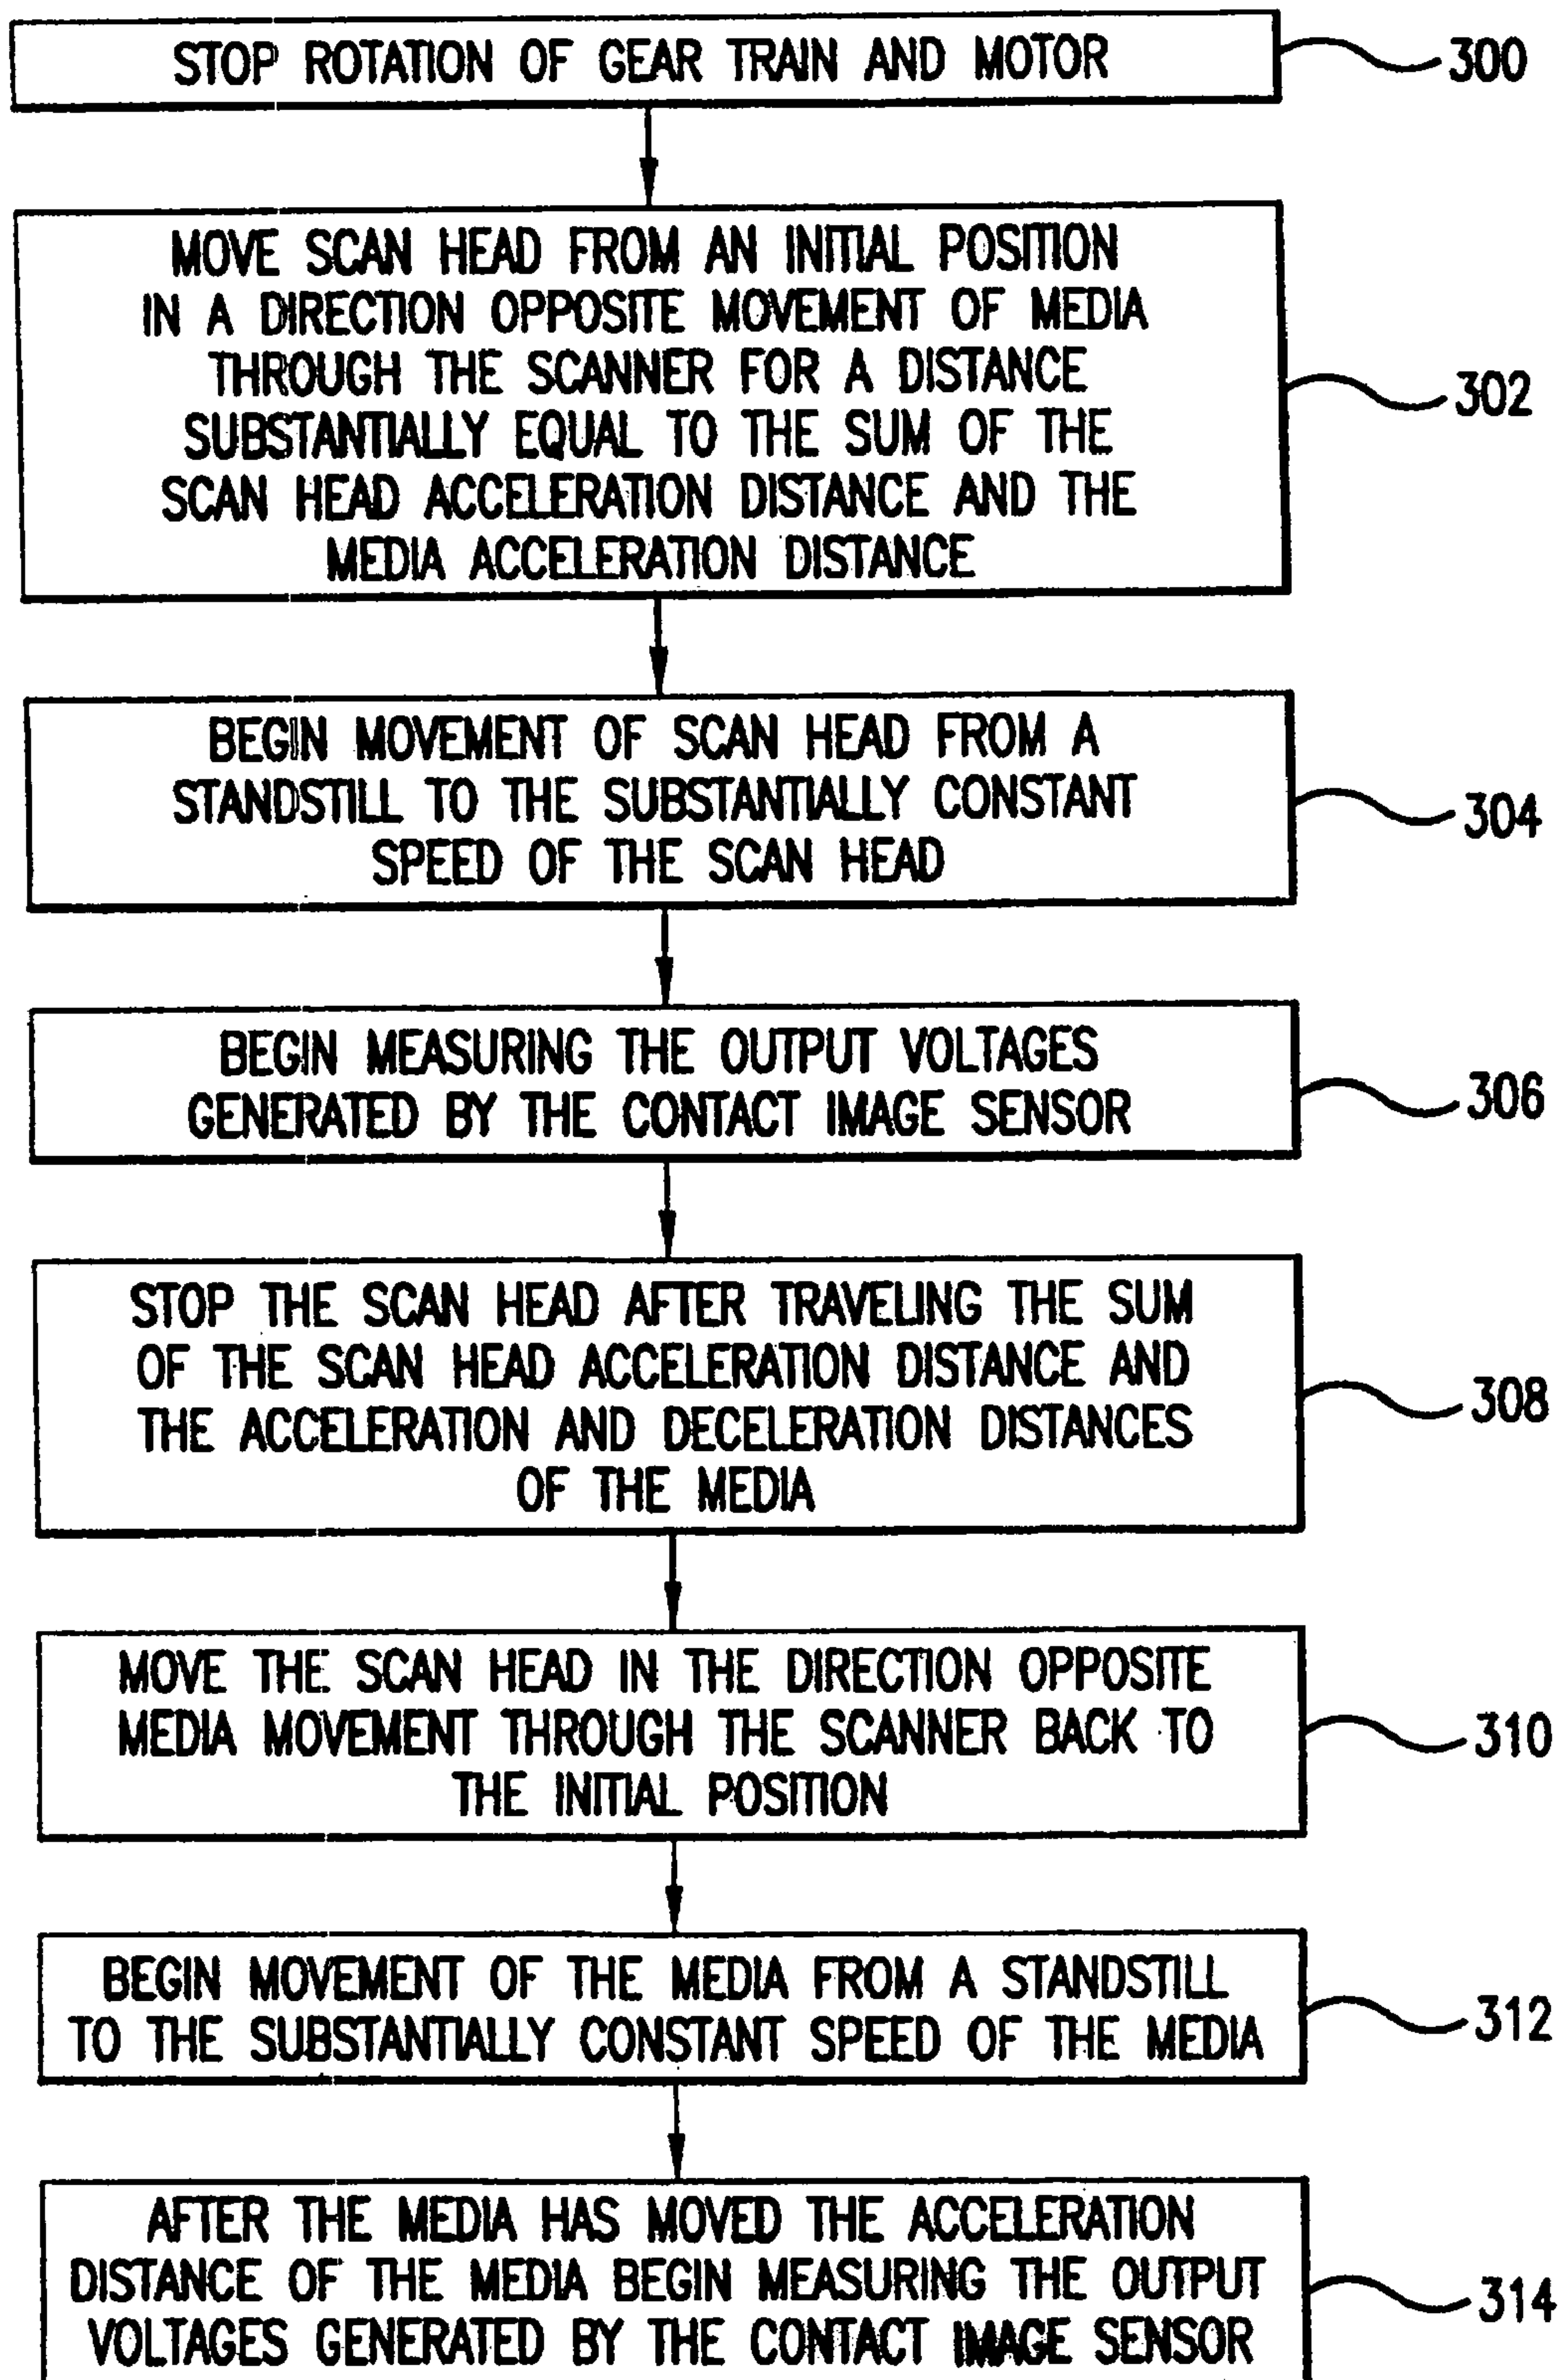 STOP ROTATION OF GEAR TRAIN AND MOTOR
300
MOVE SCAN HEAD FROM AN INITIAL POSITION
IN A DIRECTION OPPOSITE MOVEMENT OF MEDIA
THROUGH THE SCANNER FOR A DISTANCE
SUBSTANTIALLY EQUAL TO THE SUM OF THE
SCAN HEAD ACCELERATION DISTANCE AND THE
MEDIA ACCELERATION DISTANCE
302
BEGIN MOVEMENT OF SCAN HEAD FROM A
STANDSTILL TO THE SUBSTANTIALLY CONSTANT
SPEED OF THE SCAN HEAD
304
BEGIN MEASURING THE OUTPUT VOLTAGES
GENERATED BY THE CONTACT IMAGE SENSOR
306
STOP THE SCAN HEAD AFTER TRAVELING THE SUM
OF THE SCAN HEAD ACCELERATION DISTANCE AND
THE ACCELERATION AND DECELERATION DISTANCES
OF THE MEDIA
308
MOVE THE SCAN HEAD IN THE DIRECTION OPPOSITE
MEDIA MOVEMENT THROUGH THE SCANNER BACK TO
THE INITIAL POSITION
310
BEGIN MOVEMENT OF THE MEDIA FROM A STANDSTILL
TO THE SUBSTANTIALLY CONSTANT SPEED OF THE MEDIA
312
AFTER THE MEDIA HAS MOVED THE ACCELERATION
DISTANCE OF THE MEDIA BEGIN MEASURING THE OUTPUT
VOLTAGES GENERATED BY THE CONTACT IMAGE SENSOR
314